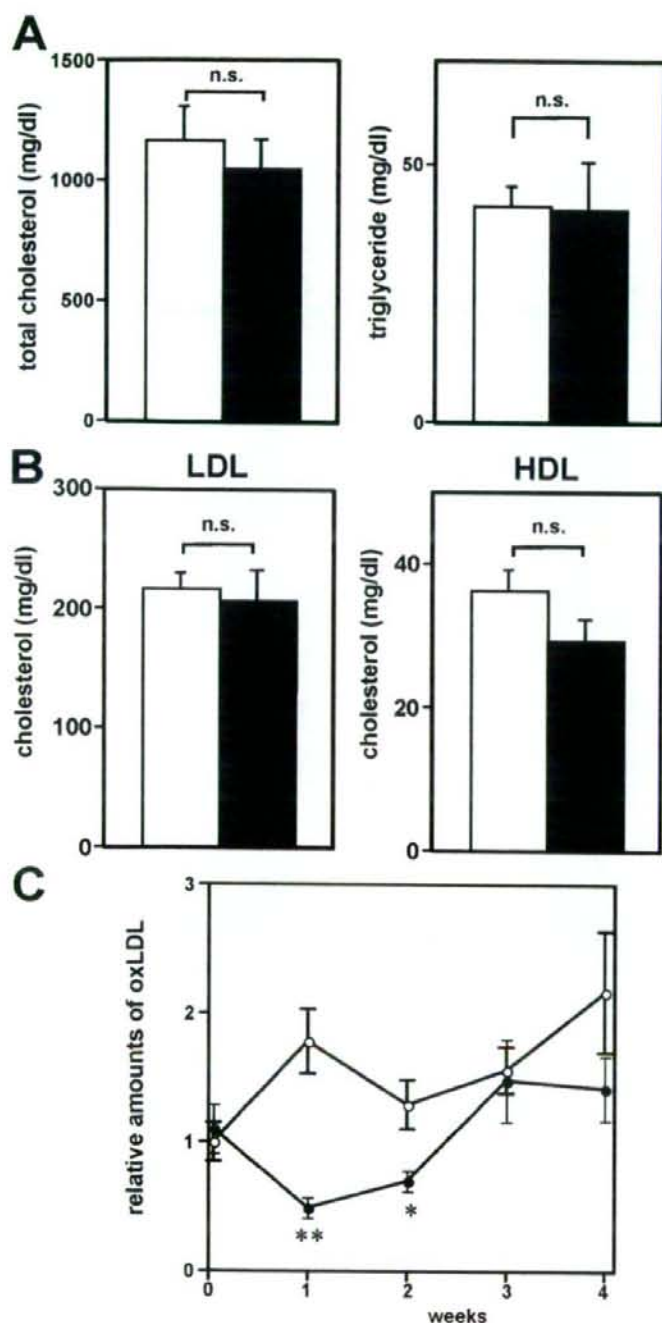 A
total cholesterol (mg/dl)
1500
1000
500
0
n.s.
triglyceride (mg/dl)
50
0
n.s.
B
LDL
cholesterol (mg/dl)
300
200
100
0
n.s.
HDL
cholesterol (mg/dl)
40
20
0
n.s.
C
relative amounts of oxLDL
3
2
1
0
**
*
0 1 2 3 4
weeks